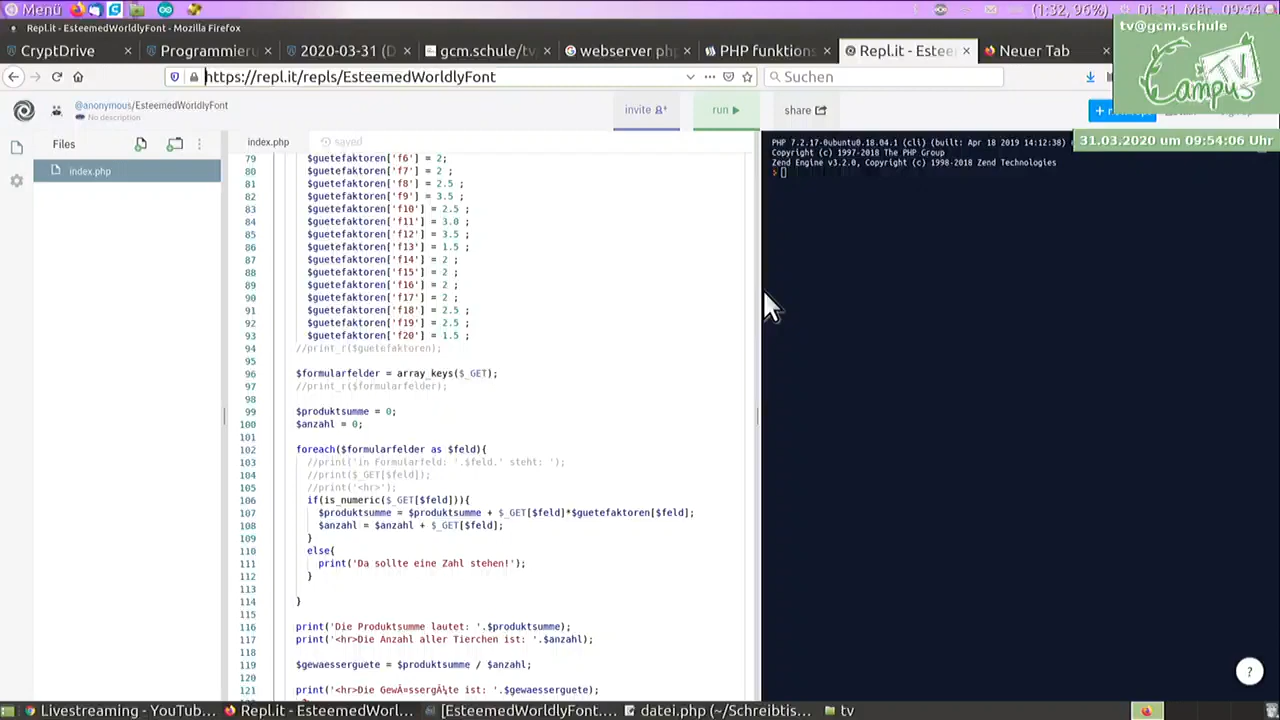 Menü
(1:32, 96%)
Di 31. Mär, 09:54
Repl.it - EsteemedWorldlyFont - Mozilla Firefox
tv@gcm.schule
CryptDrive
Programmieru
2020-03-31 (D
gcm.schule/tv
webserver php
PHP funktions
Repl.it - Esteeme
Neuer Tab
https://repl.it/repls/EsteemedWorldlyFont
Suchen
Campus TV
@anonymous/EsteemedWorldlyFont
No description
invite
run
share
31.03.2020 um 09:54:06 Uhr
Files
index.php
saved
index.php
79 $guetefaktoren['f6'] = 2;
80 $guetefaktoren['f7'] = 2 ;
81 $guetefaktoren['f8'] = 2.5 ;
82 $guetefaktoren['f9'] = 3.5 ;
83 $guetefaktoren['f10'] = 2.5 ;
84 $guetefaktoren['f11'] = 3.0 ;
85 $guetefaktoren['f12'] = 3.5 ;
86 $guetefaktoren['f13'] = 1.5 ;
87 $guetefaktoren['f14'] = 2 ;
88 $guetefaktoren['f15'] = 2 ;
89 $guetefaktoren['f16'] = 2 ;
90 $guetefaktoren['f17'] = 2 ;
91 $guetefaktoren['f18'] = 2.5 ;
92 $guetefaktoren['f19'] = 2.5 ;
93 $guetefaktoren['f20'] = 1.5 ;
94 //print_r($guetefaktoren);
95
96 $formularfelder = array_keys($_GET);
97 //print_r($formularfelder);
98
99 $produktsumme = 0;
100 $anzahl = 0;
101
102 foreach($formularfelder as $feld){
103 //print('in Formularfeld: '.$feld.' steht: ');
104 //print($_GET[$feld]);
105 //print('<hr>');
106 if(is_numeric($_GET[$feld])){
107 $produktsumme = $produktsumme + $_GET[$feld]*$guetefaktoren[$feld];
108 $anzahl = $anzahl + $_GET[$feld];
109 }
110 else{
111 print('Da sollte eine Zahl stehen!');
112 }
113
114 }
115
116 print('Die Produktsumme lautet: '.$produktsumme);
117 print('<hr>Die Anzahl aller Tierchen ist: '.$anzahl);
118
119 $gewaesserguete = $produktsumme / $anzahl;
120
121 print('<hr>Die GewÃ¤ssergÃ¼te ist: '.$gewaesserguete);
PHP 7.2.17-0ubuntu0.18.04.1 (cli) (built: Apr 18 2019 14:12:38)
Copyright (c) 1997-2018 The PHP Group
Zend Engine v3.2.0, Copyright (c) 1998-2018 Zend Technologies
>
?
Livestreaming - YouTub...
Repl.it - EsteemedWorl...
[EsteemedWorldlyFont....
datei.php (~/Schreibtis...
tv